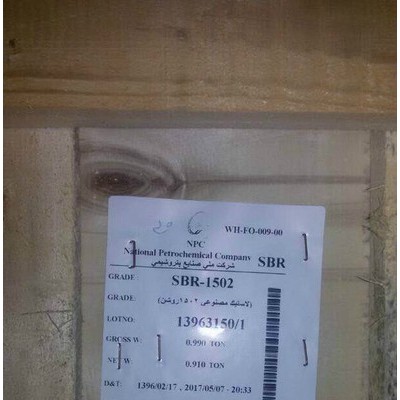 WH-FO-009-00
NPC
National Petrochemical Company SBR
شرکت ملی صنایع پتروشیمی
GRADE SBR-1502
GRADE: (لاستیک مصنوعی ۱۵۰۲روشن)
LOTNO: 13963150/1
GROSS W: 0.990 TON
NET W: 0.910 TON
D&T: 1396/02/17 , 2017/05/07 - 20:33